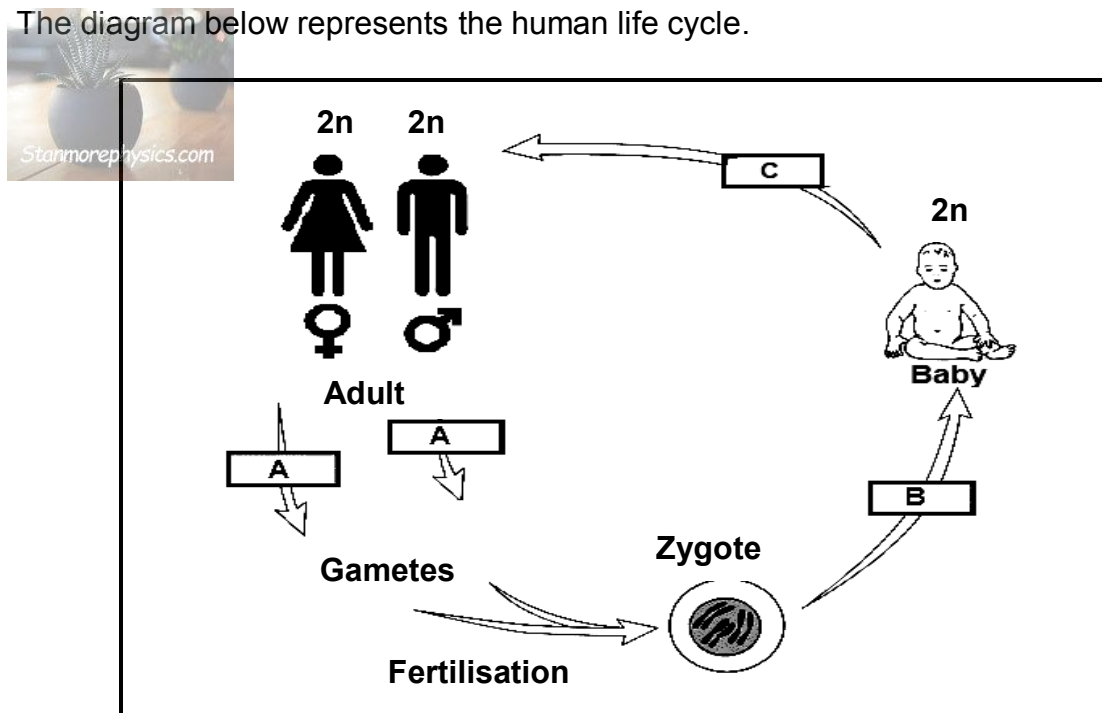 The diagram below represents the human life cycle.
Stanmorephysics.com
2n 2n
C
2n
Adult
Baby
A
A
B
Zygote
Gametes
Fertilisation